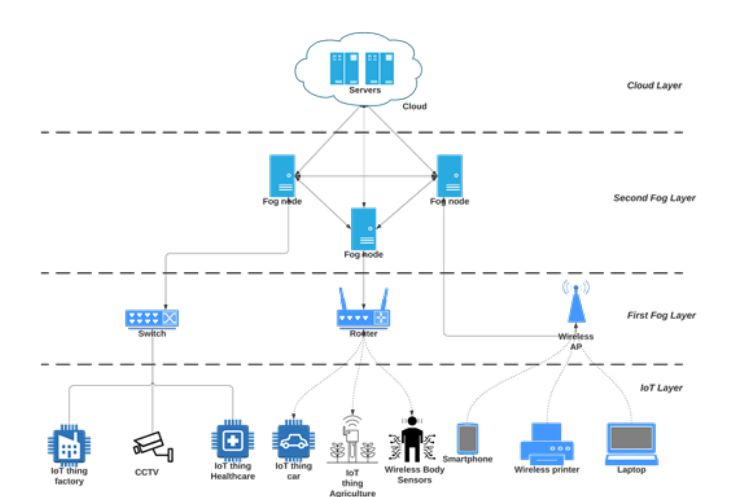 Servers
Cloud
Cloud Layer
Fog node
Fog node
Second Fog Layer
Fog node
Switch
Router
Wireless
AP
First Fog Layer
IoT Layer
IoT thing
factory
CCTV
IoT thing
Healthcare
IoT thing
car
IoT
thing
Agriculture
Wireless Body
Sensors
Smartphone
Wireless printer
Laptop